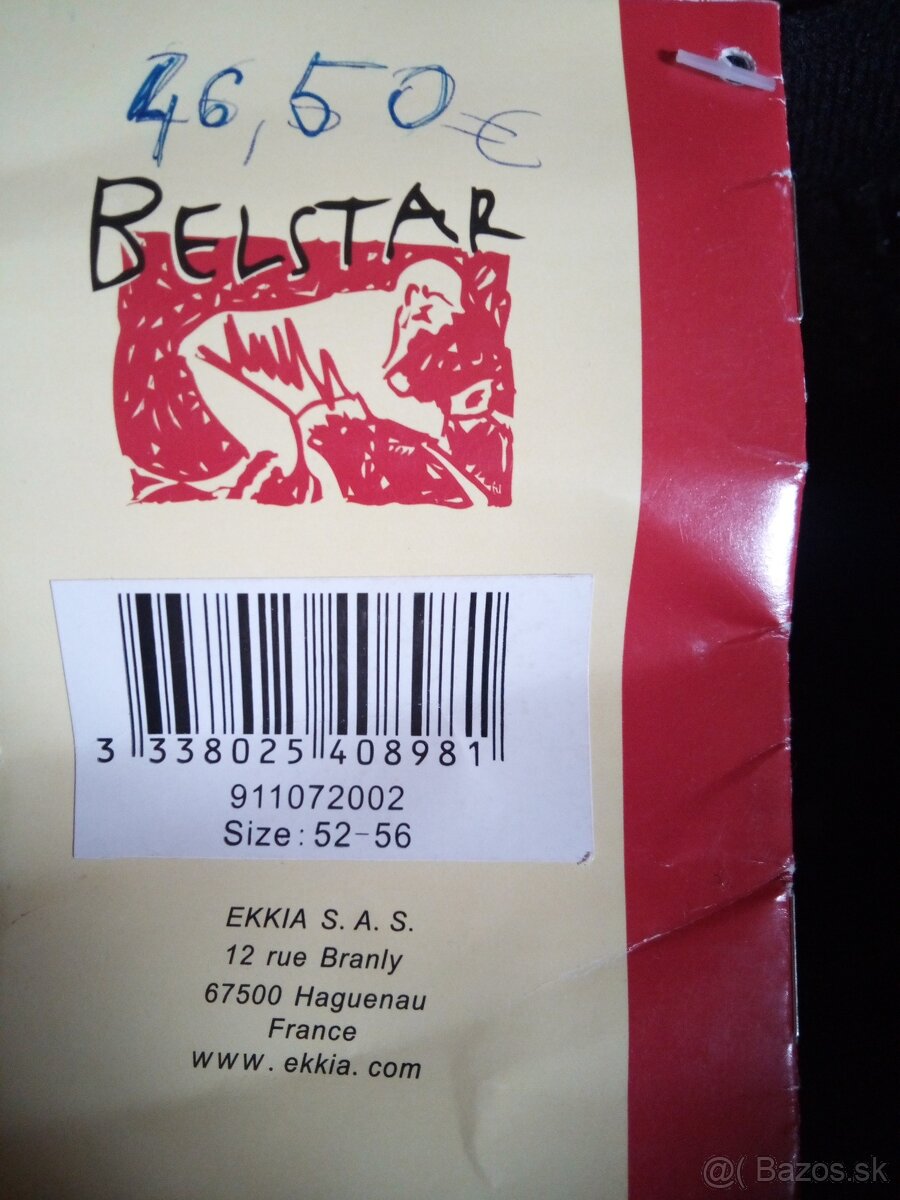 46,50 €
BELSTAR
3 338025 408981
911072002
Size: 52-56
EKKIA S. A. S.
12 rue Branly
67500 Haguenau
France
www. ekkia. com
@( Bazos.sk